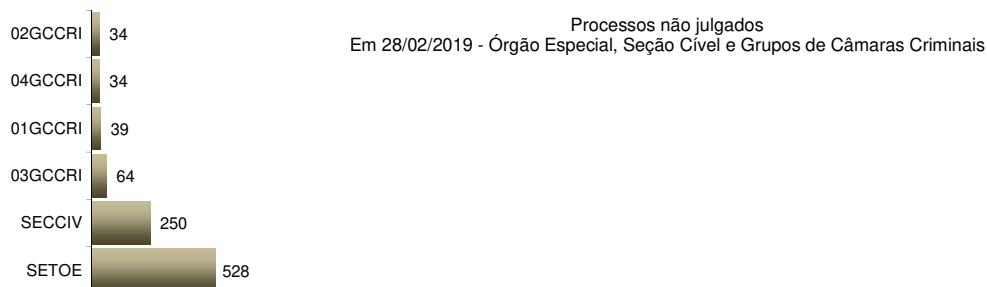 Processos não julgados
Em 28/02/2019 - Órgão Especial, Seção Cível e Grupos de Câmaras Criminais
02GCCRI 34
04GCCRI 34
01GCCRI 39
03GCCRI 64
SECCIV 250
SETOE 528